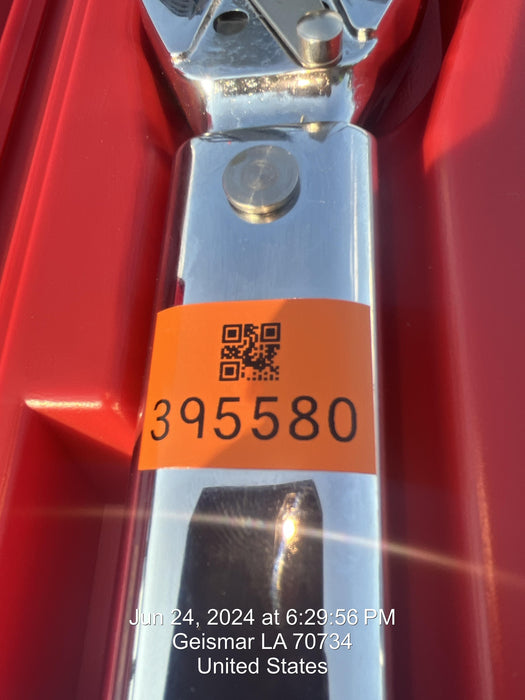 395580
Jun 24, 2024 at 6:29:56 PM
Geismar LA 70734
United States